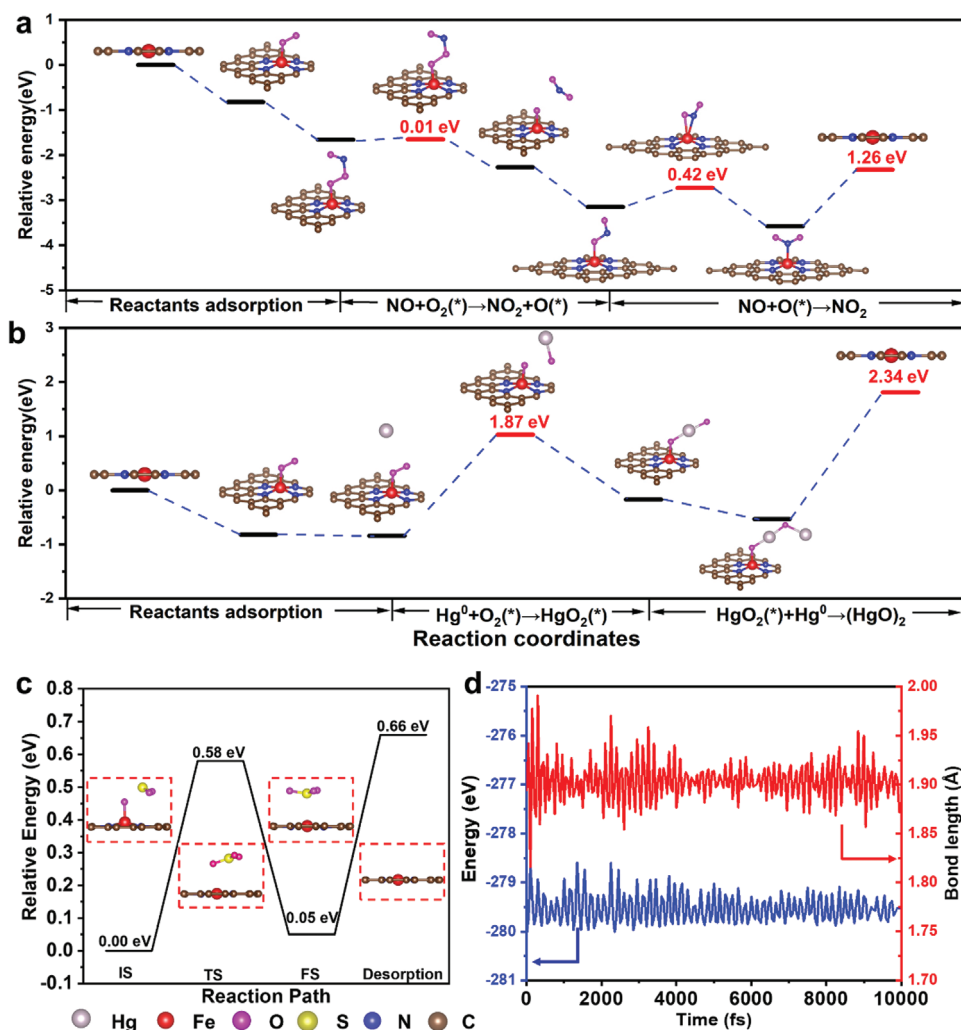 a
1
0
-1
-2
-3
-4
-5
Relative energy(eV)
0.01 eV
0.42 eV
1.26 eV
Reactants adsorption
NO+O₂(*)→NO₂+O(*)
NO+O(*)→NO₂
b
3
2
1
0
-1
-2
Relative energy(eV)
1.87 eV
2.34 eV
Reactants adsorption
Hg⁰+O₂(*)→HgO₂(*)
HgO₂(*)+Hg⁰→(HgO)₂
Reaction coordinates
c
0.8
0.7
0.6
0.5
0.4
0.3
0.2
0.1
0.0
-0.1
Relative Energy (eV)
0.00 eV
0.58 eV
0.05 eV
0.66 eV
IS
TS
FS
Desorption
Reaction Path
d
-275
-276
-277
-278
-279
-280
-281
Energy (eV)
2.00
1.95
1.90
1.85
1.80
1.75
1.70
Bond length (Å)
0
2000
4000
6000
8000
10000
Time (fs)
Hg
Fe
O
S
N
C